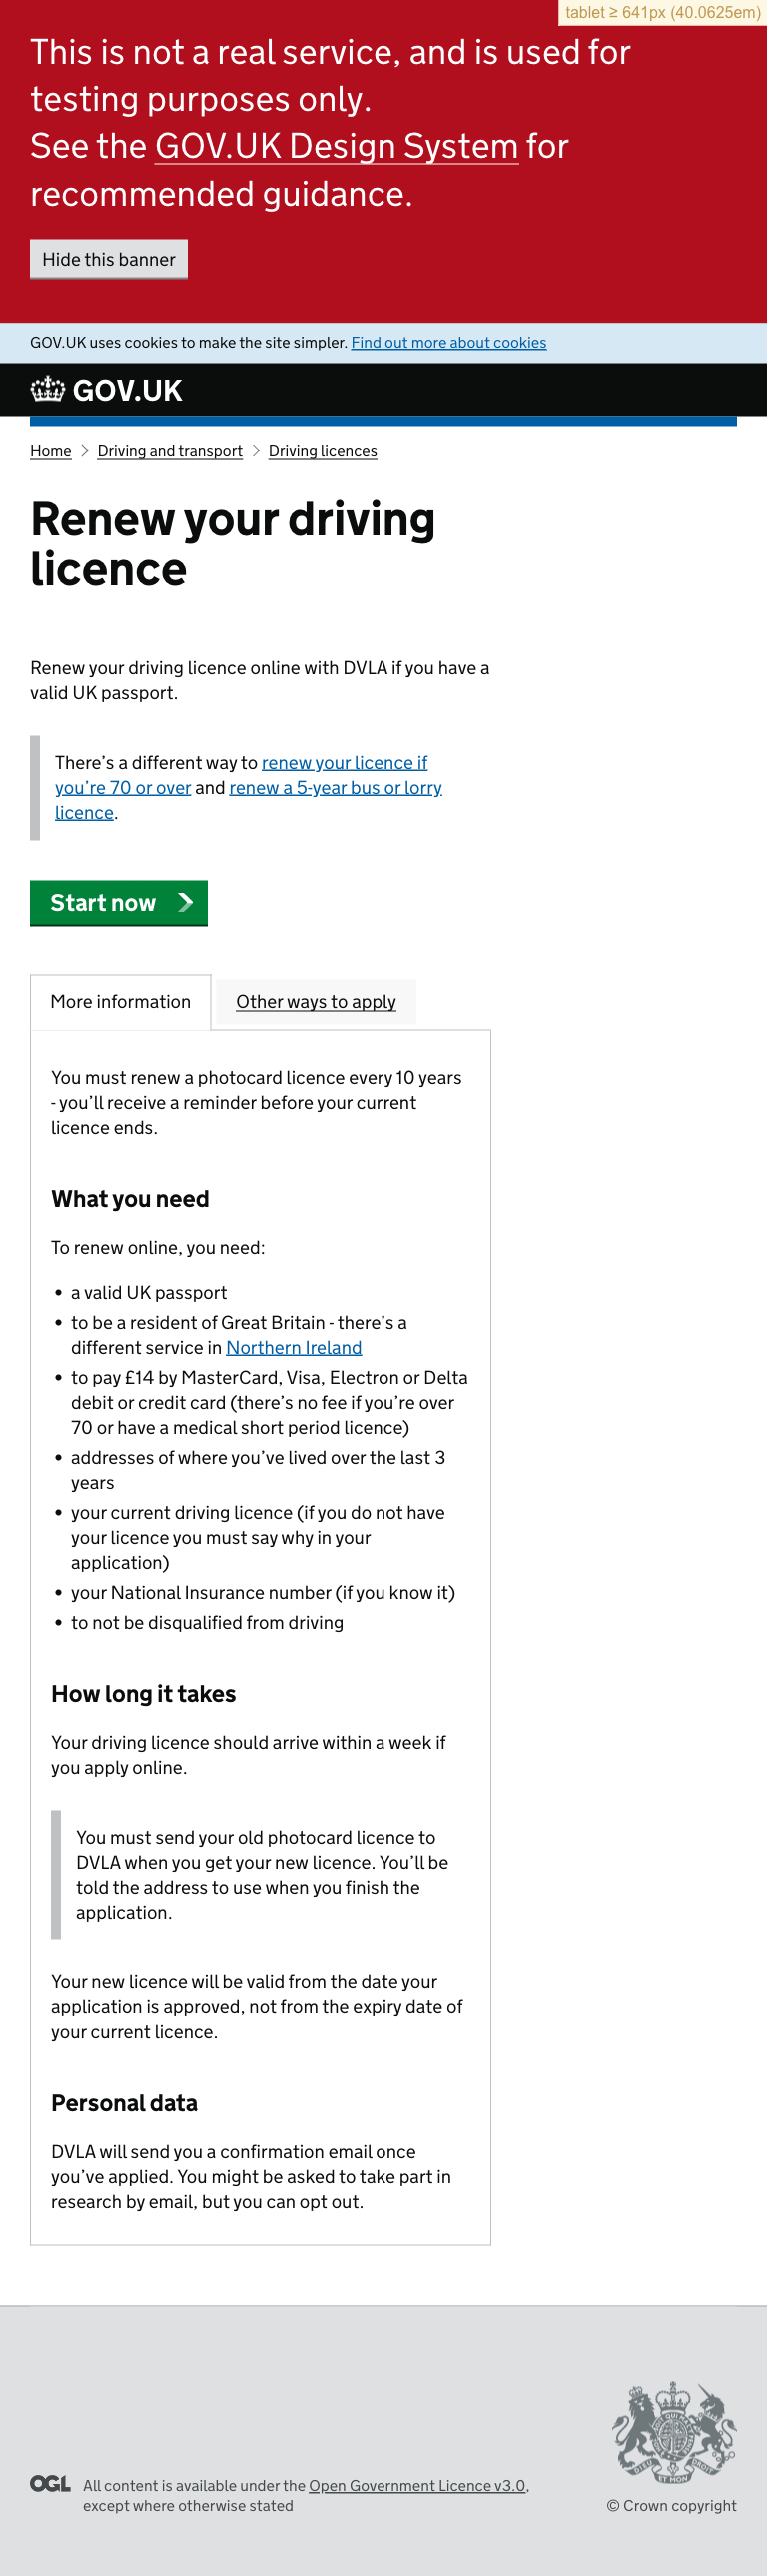 tablet ≥ 641px (40.0625em)
This is not a real service, and is used for
testing purposes only.
See the GOV.UK Design System for
recommended guidance.
Hide this banner
GOV.UK uses cookies to make the site simpler. Find out more about cookies
GOV.UK
Home Driving and transport Driving licences
Renew your driving
licence
Renew your driving licence online with DVLA if you have a
valid UK passport.
There’s a different way to renew your licence if
you’re 70 or over and renew a 5-year bus or lorry
licence.
Start now
More information Other ways to apply
You must renew a photocard licence every 10 years
- you’ll receive a reminder before your current
licence ends.
What you need
To renew online, you need:
• a valid UK passport
• to be a resident of Great Britain - there’s a
different service in Northern Ireland
• to pay £14 by MasterCard, Visa, Electron or Delta
debit or credit card (there’s no fee if you’re over
70 or have a medical short period licence)
• addresses of where you’ve lived over the last 3
years
• your current driving licence (if you do not have
your licence you must say why in your
application)
• your National Insurance number (if you know it)
• to not be disqualified from driving
How long it takes
Your driving licence should arrive within a week if
you apply online.
You must send your old photocard licence to
DVLA when you get your new licence. You’ll be
told the address to use when you finish the
application.
Your new licence will be valid from the date your
application is approved, not from the expiry date of
your current licence.
Personal data
DVLA will send you a confirmation email once
you’ve applied. You might be asked to take part in
research by email, but you can opt out.
OGL All content is available under the Open Government Licence v3.0,
except where otherwise stated
© Crown copyright